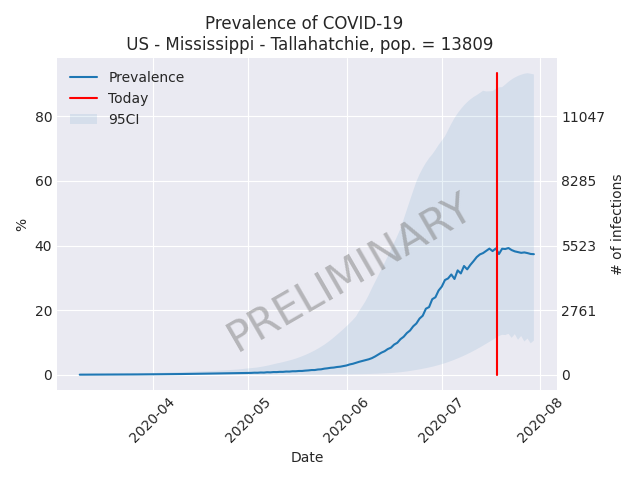 Prevalence of COVID-19
US - Mississippi - Tallahatchie, pop. = 13809
Prevalence
Today
95CI
80
60
40
20
0
%
11047
8285
5523
2761
0
# of infections
PRELIMINARY
2020-04
2020-05
2020-06
2020-07
2020-08
Date